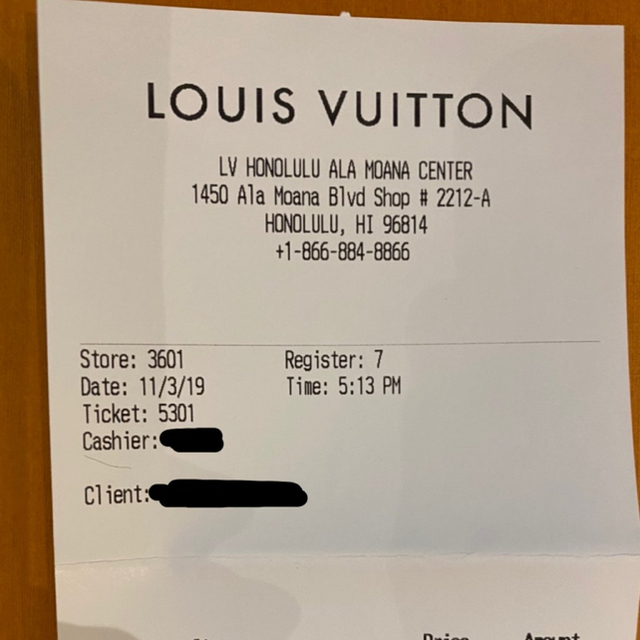 LOUIS VUITTON
LV HONOLULU ALA MOANA CENTER
1450 Ala Moana Blvd Shop # 2212-A
HONOLULU, HI 96814
+1-866-884-8866
Store: 3601 Register: 7
Date: 11/3/19 Time: 5:13 PM
Ticket: 5301
Cashier:
Client:
Price Amount